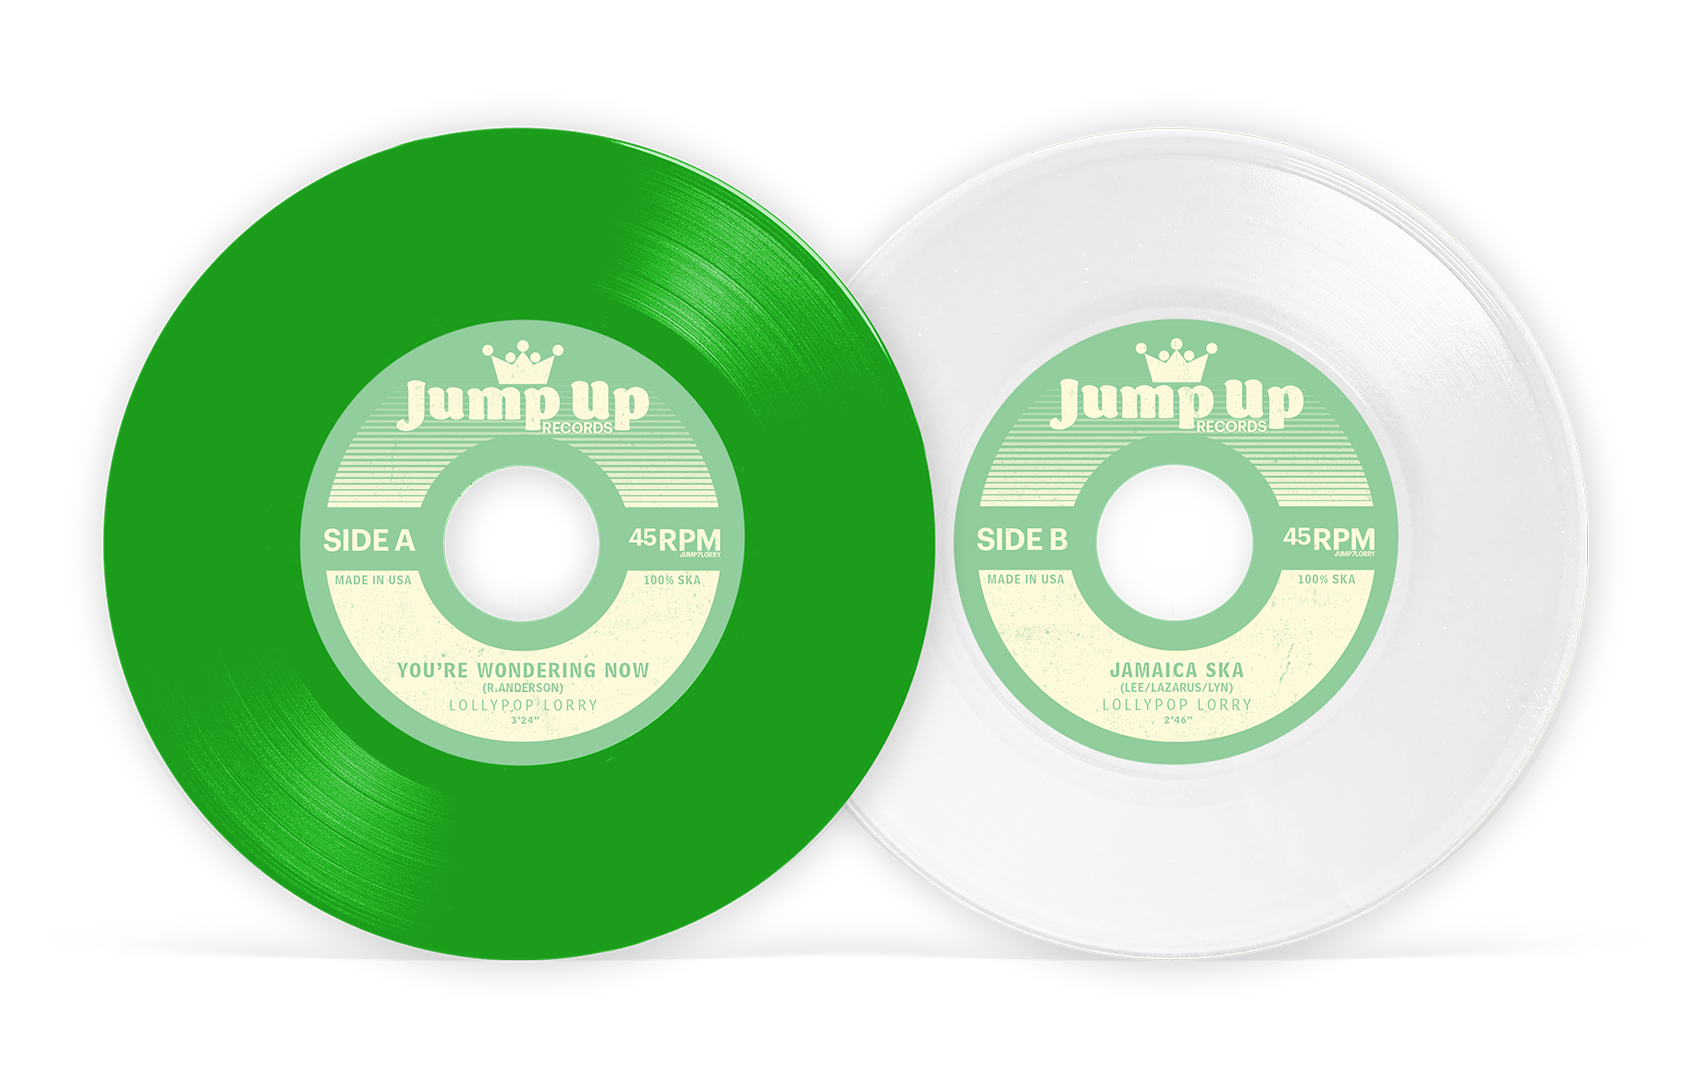 Jump Up
RECORDS
SIDE A
45RPM
JUMP7LORRY
MADE IN USA
100% SKA
YOU'RE WONDERING NOW
(R.ANDERSON)
LOLLYPOP LORRY
3'24"
Jump Up
RECORDS
SIDE B
45RPM
JUMP7LORRY
MADE IN USA
100% SKA
JAMAICA SKA
(LEE/LAZARUS/LYN)
LOLLYPOP LORRY
2'46"